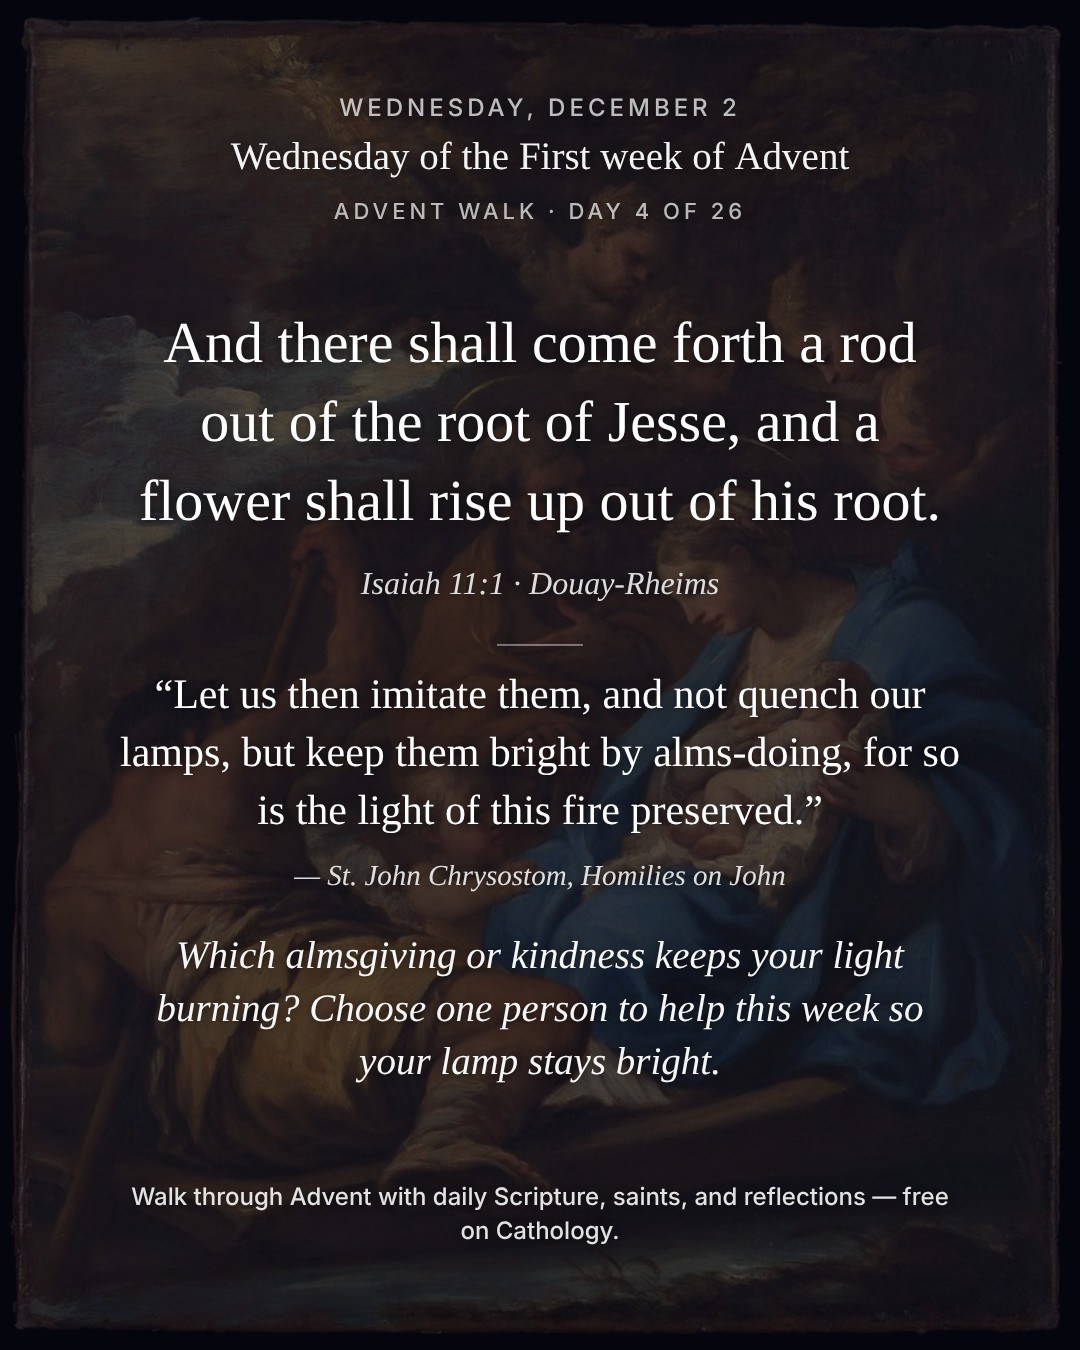 WEDNESDAY, DECEMBER 2
Wednesday of the First week of Advent
ADVENT WALK · DAY 4 OF 26
And there shall come forth a rod
out of the root of Jesse, and a
flower shall rise up out of his root.
Isaiah 11:1 · Douay-Rheims
“Let us then imitate them, and not quench our
lamps, but keep them bright by alms-doing, for so
is the light of this fire preserved.”
— St. John Chrysostom, Homilies on John
Which almsgiving or kindness keeps your light
burning? Choose one person to help this week so
your lamp stays bright.
Walk through Advent with daily Scripture, saints, and reflections — free
on Cathology.